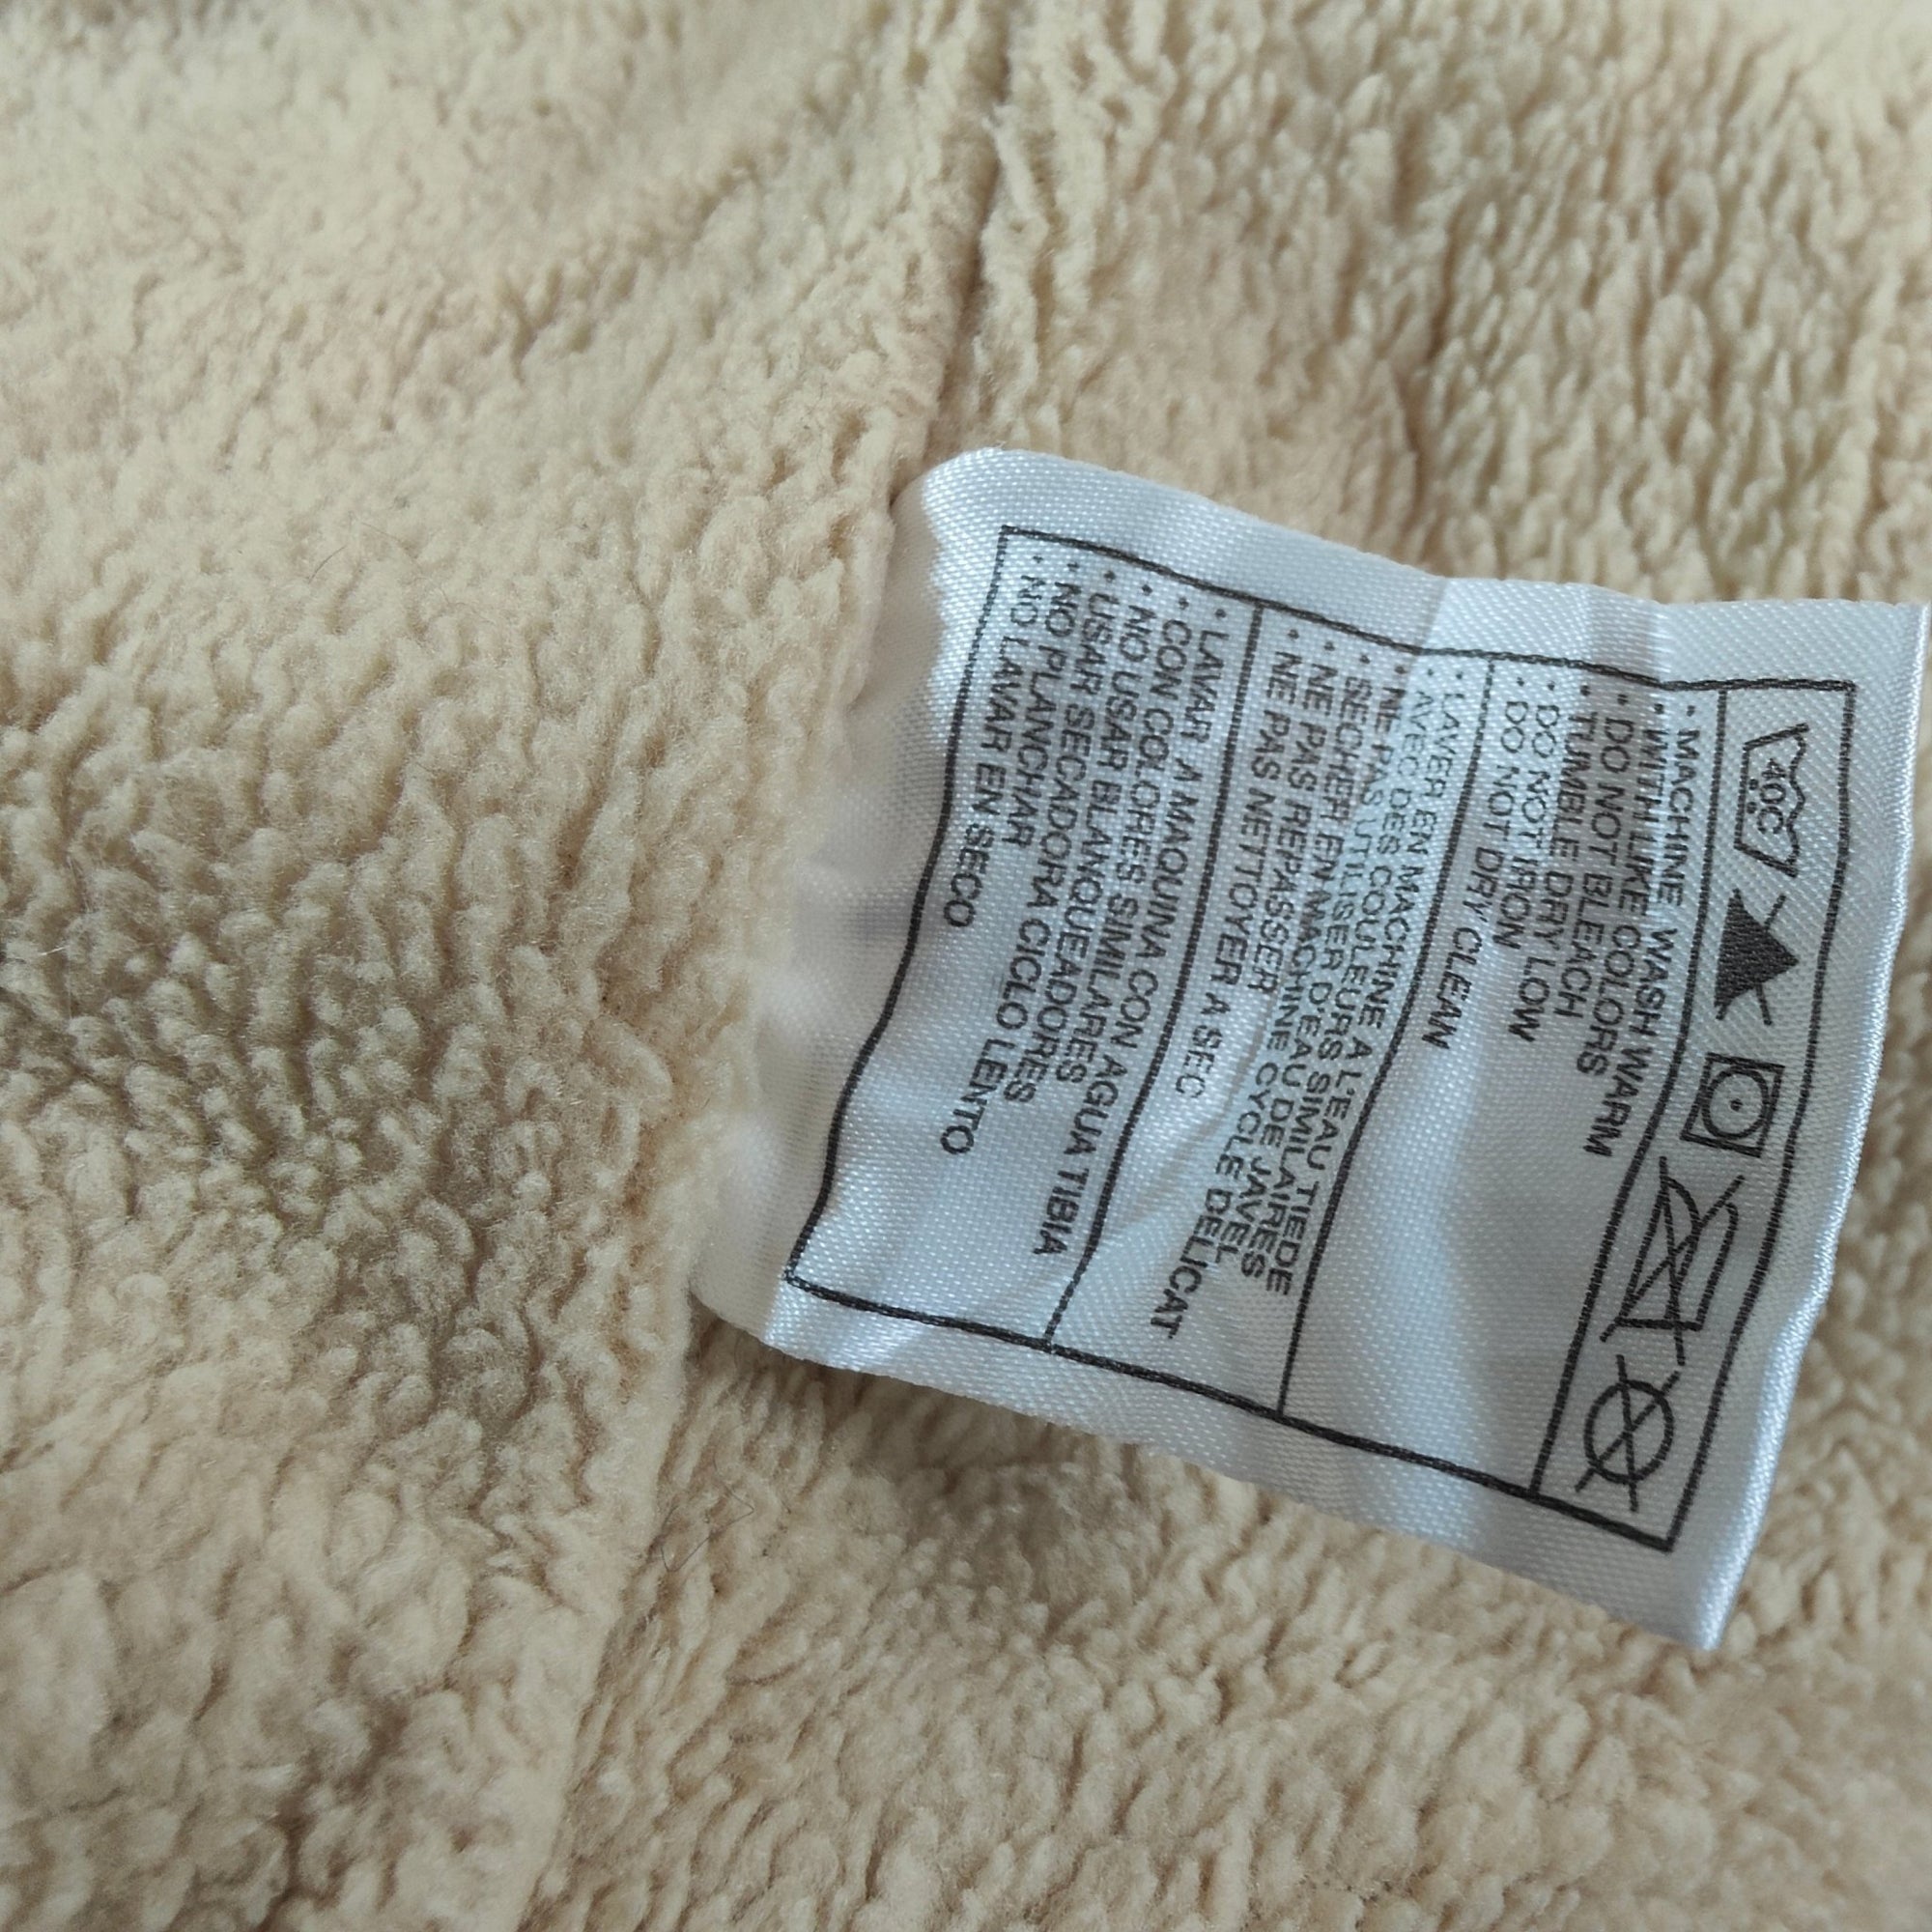 40C
• MACHINE WASH WARM
• WITH LIKE COLORS
• DO NOT BLEACH
• TUMBLE DRY LOW
• DO NOT IRON
• DO NOT DRY CLEAN
• LAVER EN MACHINE A L'EAU TIEDE
• AVEC DES COULEURS SIMILAIRES
• NE PAS UTILISER D'EAU DE JAVEL
• SECHER EN MACHINE CYCLE DELICAT
• NE PAS REPASSER
• NE PAS NETTOYER A SEC
• LAVAR A MAQUINA CON AGUA TIBIA
• CON COLORES SIMILARES
• NO USAR BLANQUEADORES
• USAR SECADORA CICLO LENTO
• NO PLANCHAR
• NO LAVAR EN SECO